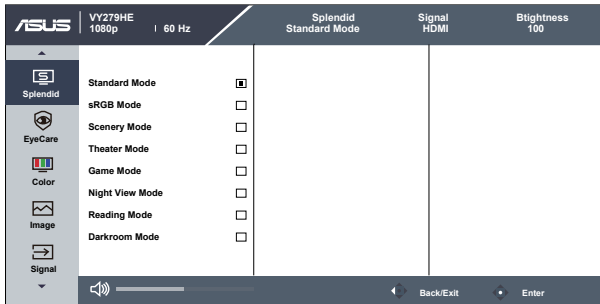 ASUS
VY279HE
1080p 60 Hz
Splendid
Standard Mode
Signal
HDMI
Btightness
100
Splendid
EyeCare
Color
Image
Signal
Standard Mode
sRGB Mode
Scenery Mode
Theater Mode
Game Mode
Night View Mode
Reading Mode
Darkroom Mode
Back/Exit
Enter